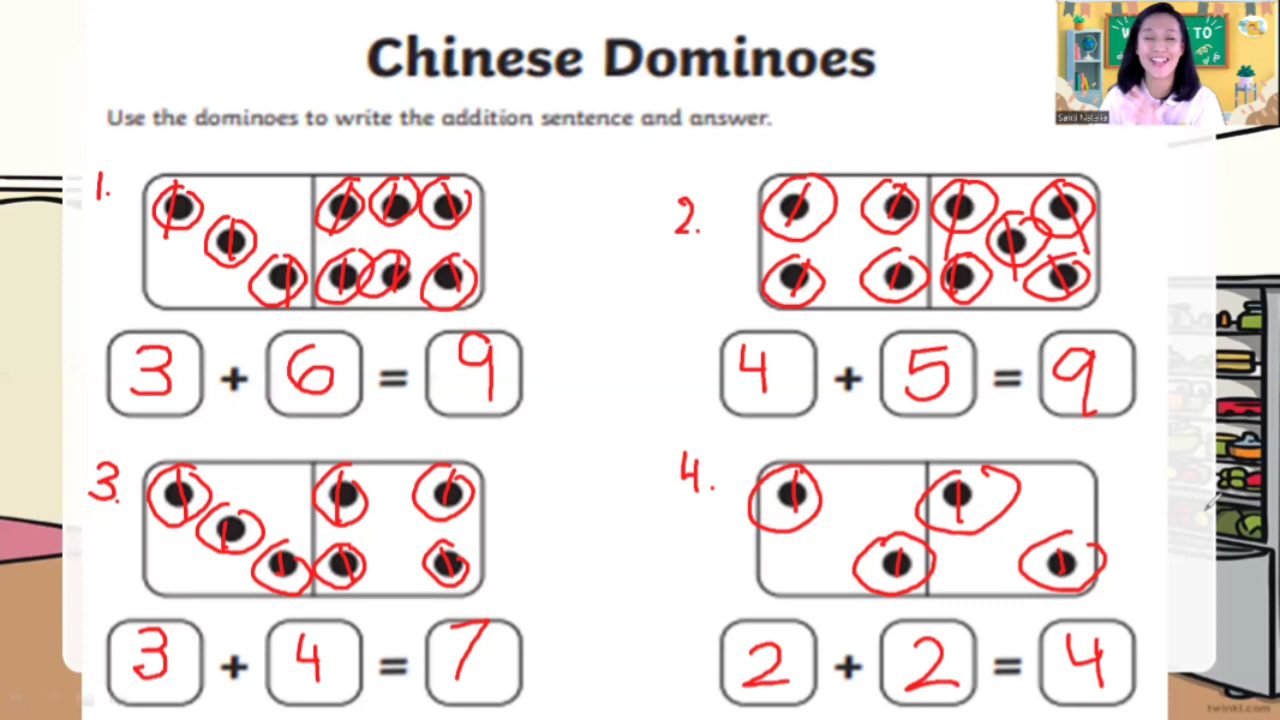 Chinese Dominoes
Use the dominoes to write the addition sentence and answer.
1.
2.
3 + 6 = 9
4 + 5 = 9
3.
4.
3 + 4 = 7
2 + 2 = 4
TO
twinkl.com